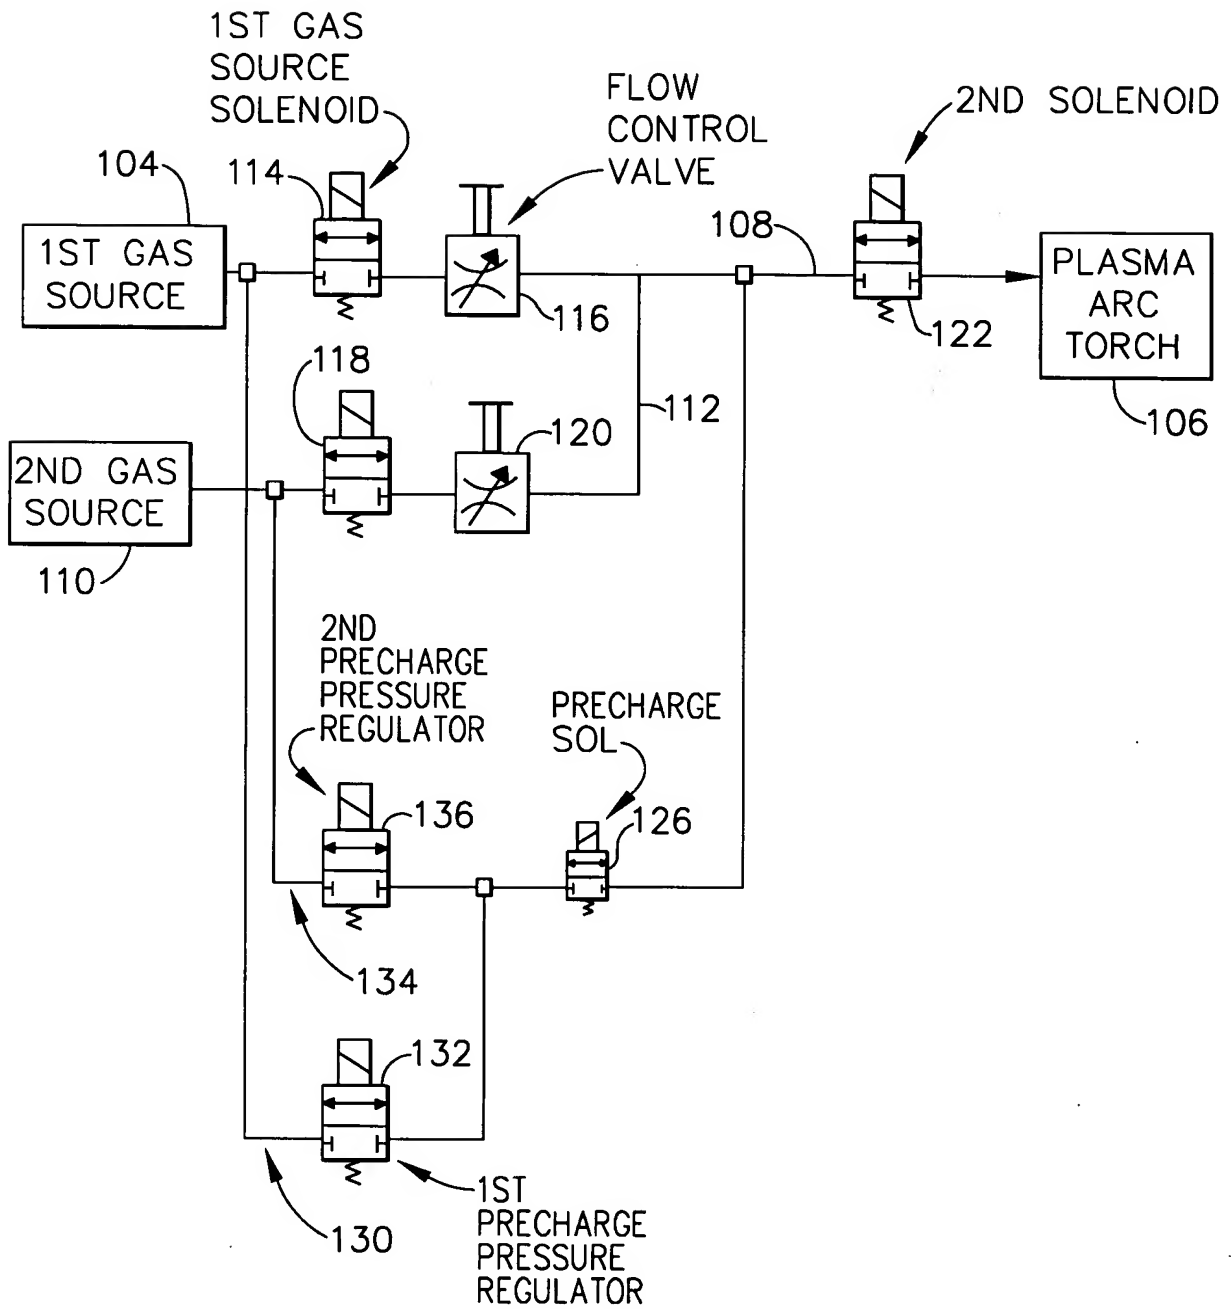 1ST GAS
SOURCE
SOLENOID
FLOW
CONTROL
VALVE
2ND SOLENOID
104
114
1ST GAS
SOURCE
116
108
122
PLASMA
ARC
TORCH
106
118
112
120
2ND GAS
SOURCE
110
2ND
PRECHARGE
PRESSURE
REGULATOR
PRECHARGE
SOL
136
126
134
132
130
1ST
PRECHARGE
PRESSURE
REGULATOR